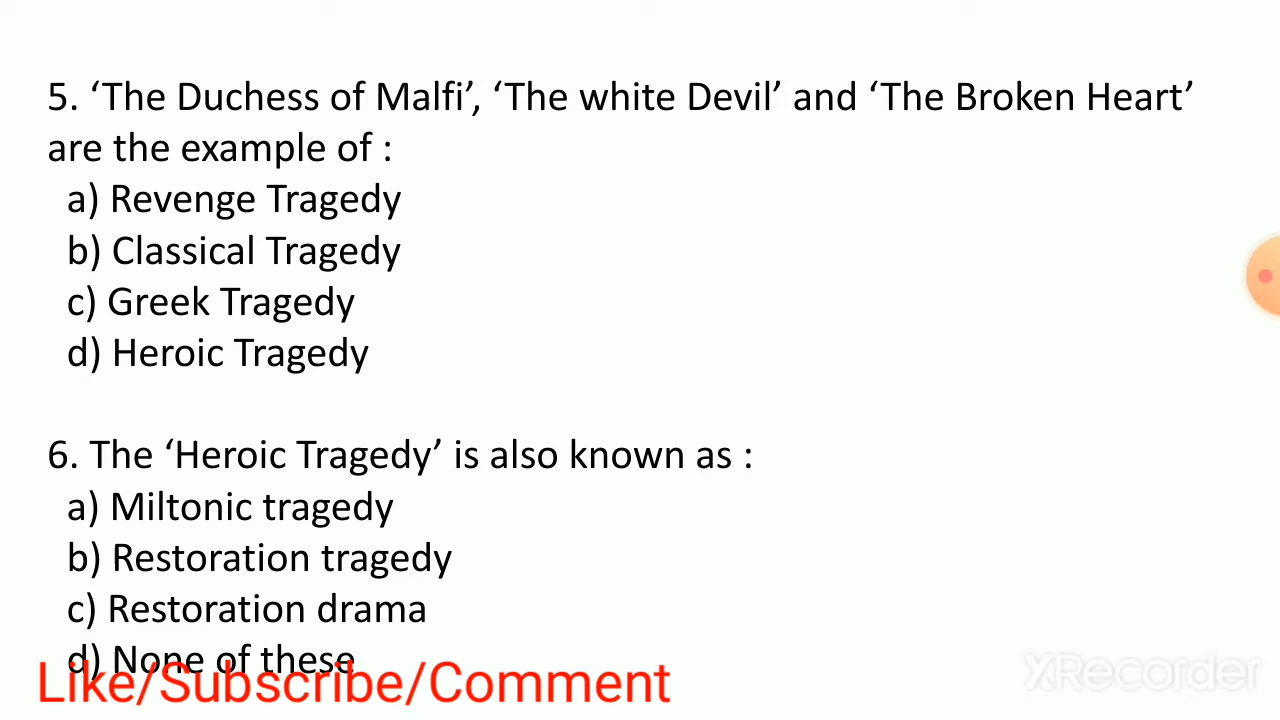 5. ‘The Duchess of Malfi’, ‘The white Devil’ and ‘The Broken Heart’
are the example of :
a) Revenge Tragedy
b) Classical Tragedy
c) Greek Tragedy
d) Heroic Tragedy
6. The ‘Heroic Tragedy’ is also known as :
a) Miltonic tragedy
b) Restoration tragedy
c) Restoration drama
d) None of these
Like/Subscribe/Comment
XRecorder